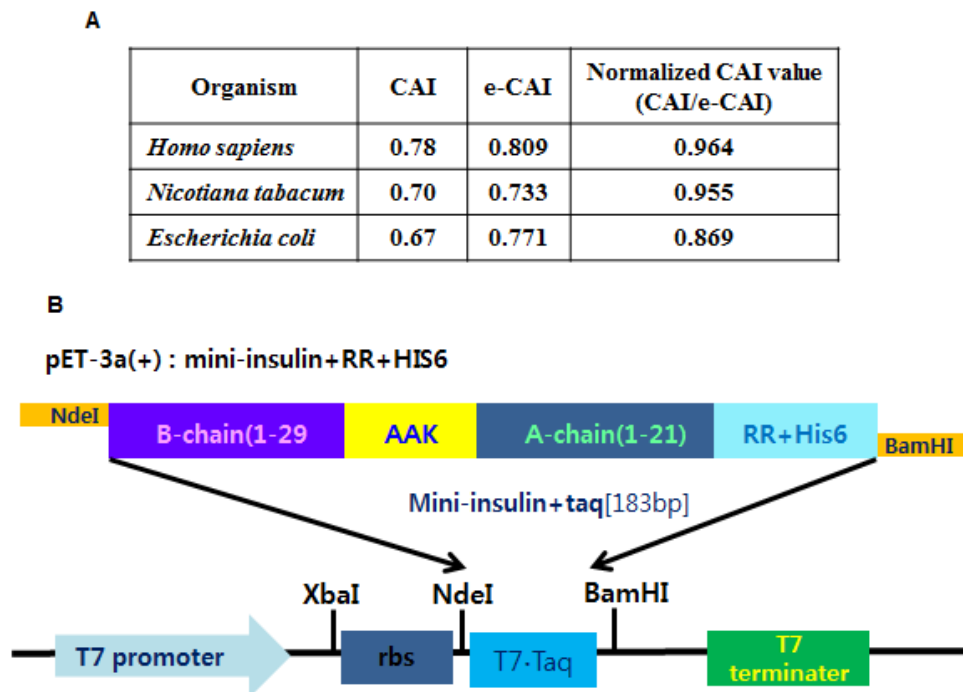 A
Organism CAI e-CAI Normalized CAI value (CAI/e-CAI)
Homo sapiens 0.78 0.809 0.964
Nicotiana tabacum 0.70 0.733 0.955
Escherichia coli 0.67 0.771 0.869
B
pET-3a(+) : mini-insulin+RR+HIS6
NdeI B-chain(1-29 AAK A-chain(1-21) RR+His6 BamHI
Mini-insulin+taq[183bp]
XbaI NdeI BamHI
T7 promoter rbs T7·Taq T7 terminater